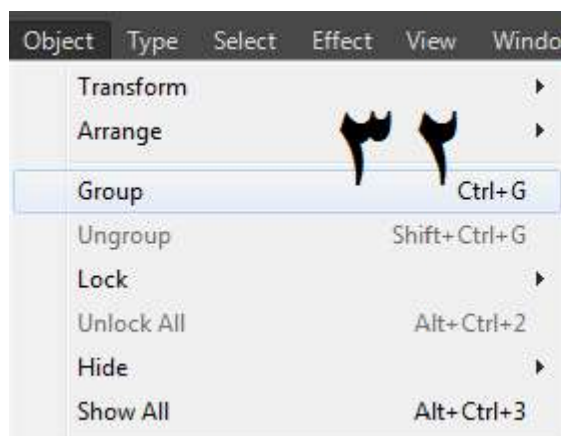 Object Type Select Effect View Windo
Transform
Arrange
۳ ۲
Group Ctrl+G
Ungroup Shift+Ctrl+G
Lock
Unlock All Alt+Ctrl+2
Hide
Show All Alt+Ctrl+3